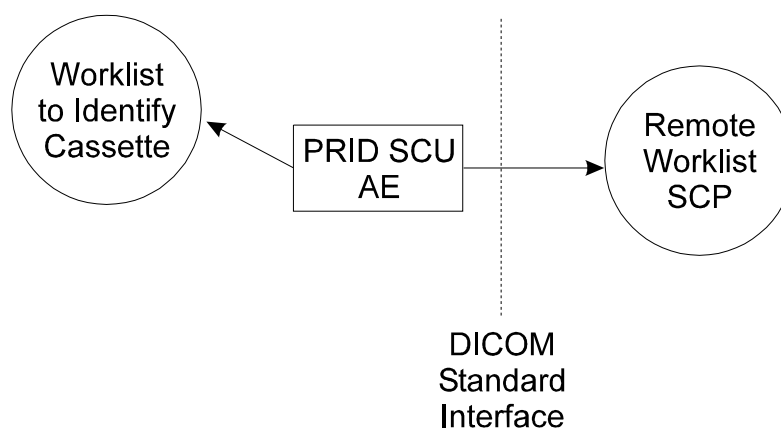 Worklist
to Identify
Cassette
PRID SCU
AE
Remote
Worklist
SCP
DICOM
Standard
Interface